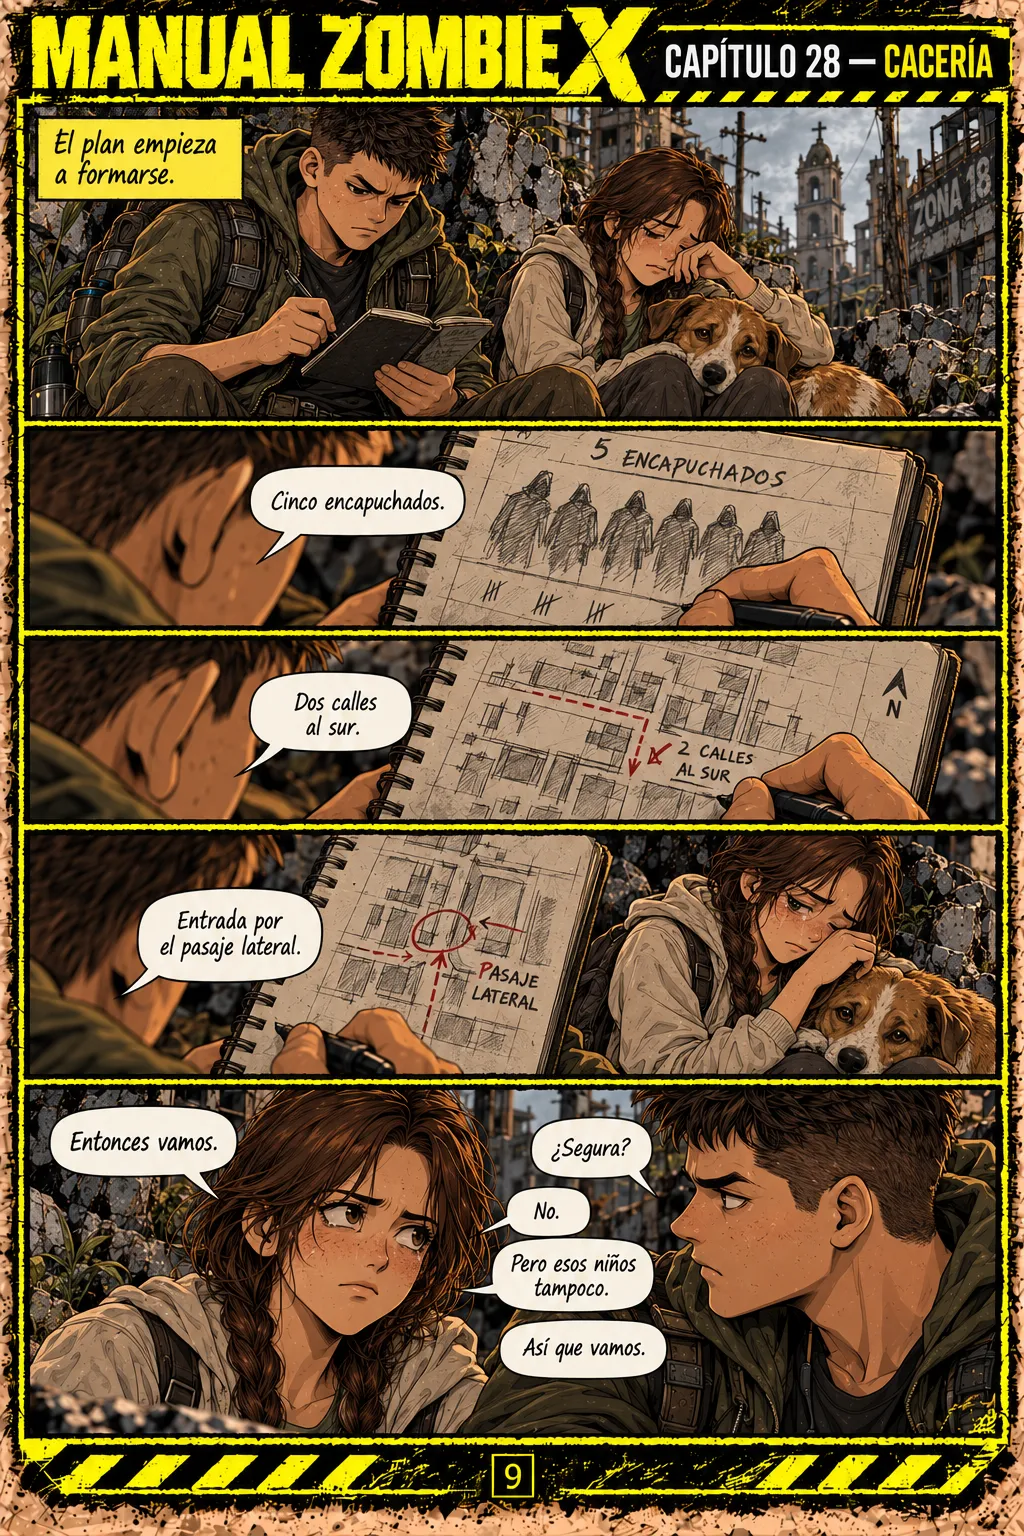 MANUAL ZOMBIE X
CAPÍTULO 28 — CACERÍA
El plan empieza
a formarse.
ZONA 18
5 ENCAPUCHADOS
Cinco encapuchados.
Dos calles
al sur.
N
2 CALLES
AL SUR
Entrada por
el pasaje lateral.
PASAJE
LATERAL
Entonces vamos.
¿Segura?
No.
Pero esos niños
tampoco.
Así que vamos.
9